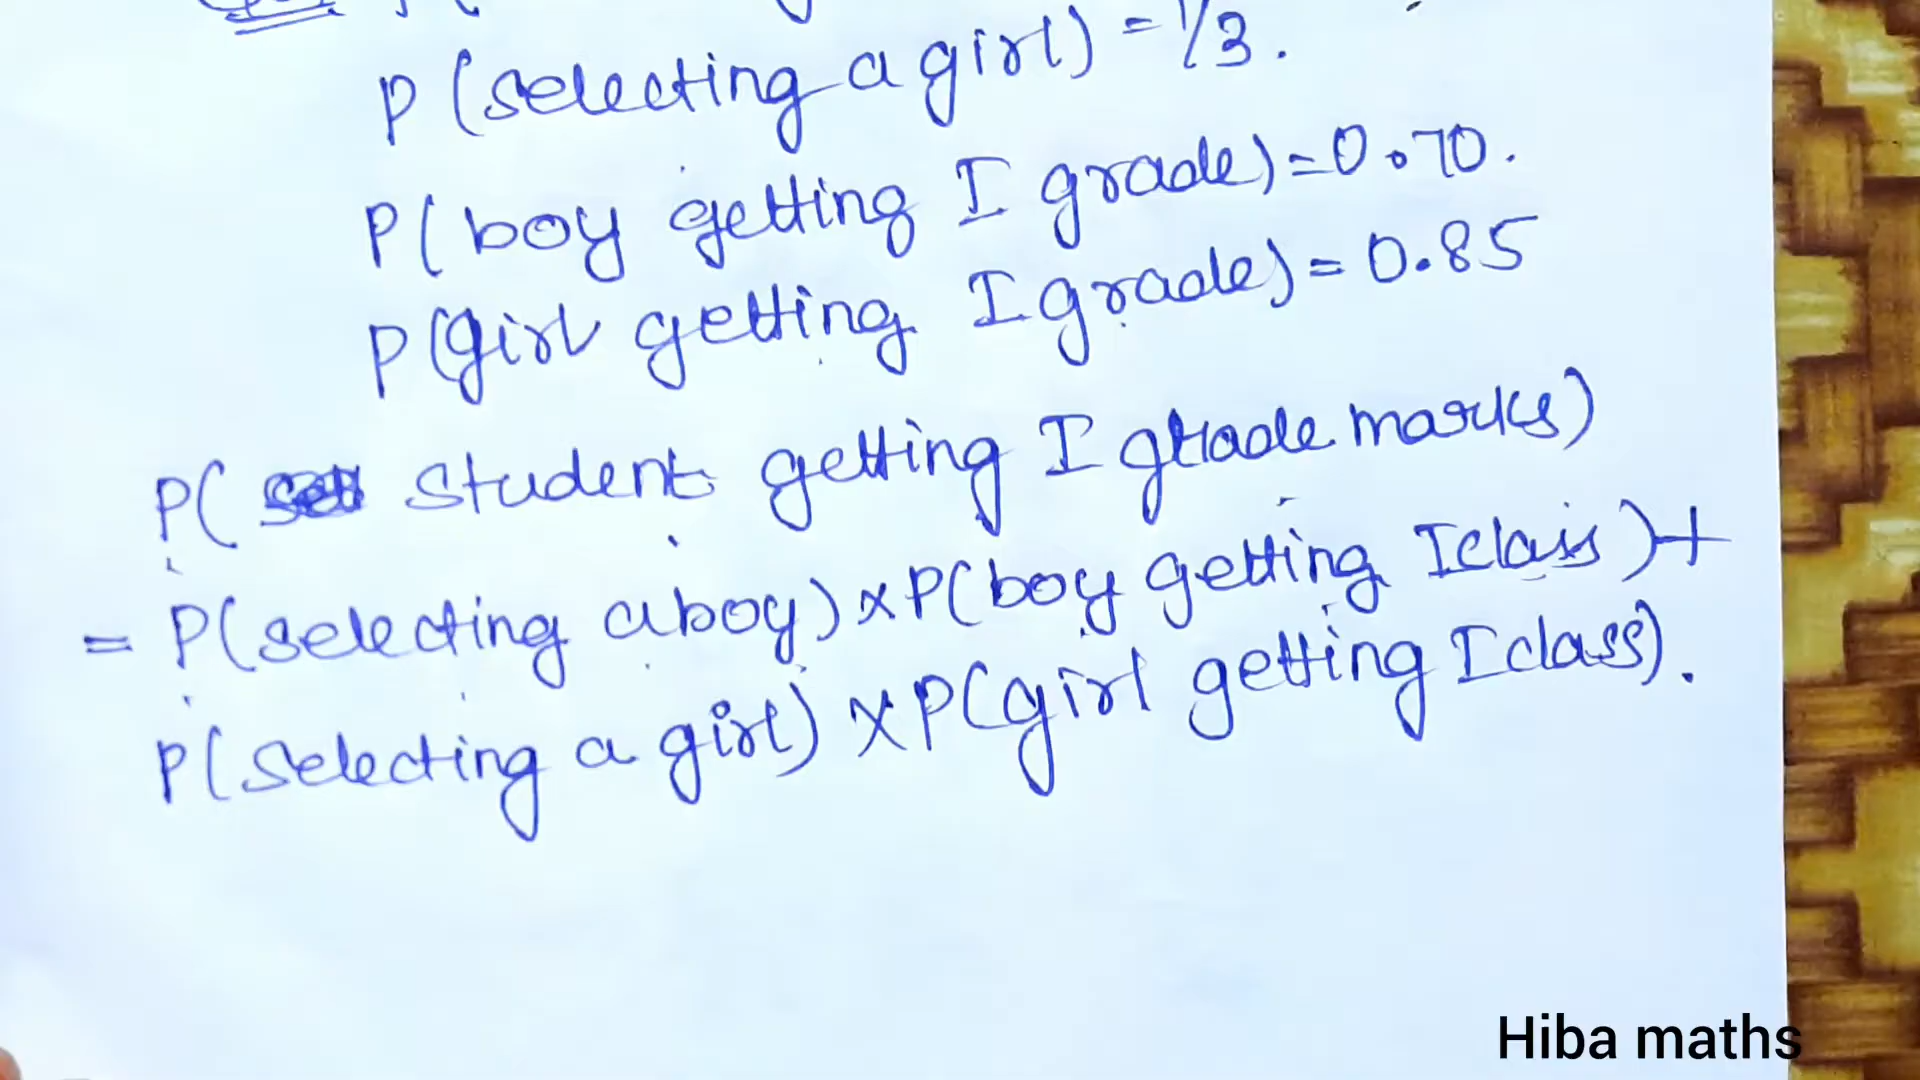 P(selecting a girl) = 1/3.
P(boy getting I grade) = 0.70.
P(girl getting I grade) = 0.85
P( student getting I grade marks)
= P(selecting a boy) x P(boy getting I class) +
P(selecting a girl) x P(girl getting I class).
Hiba maths